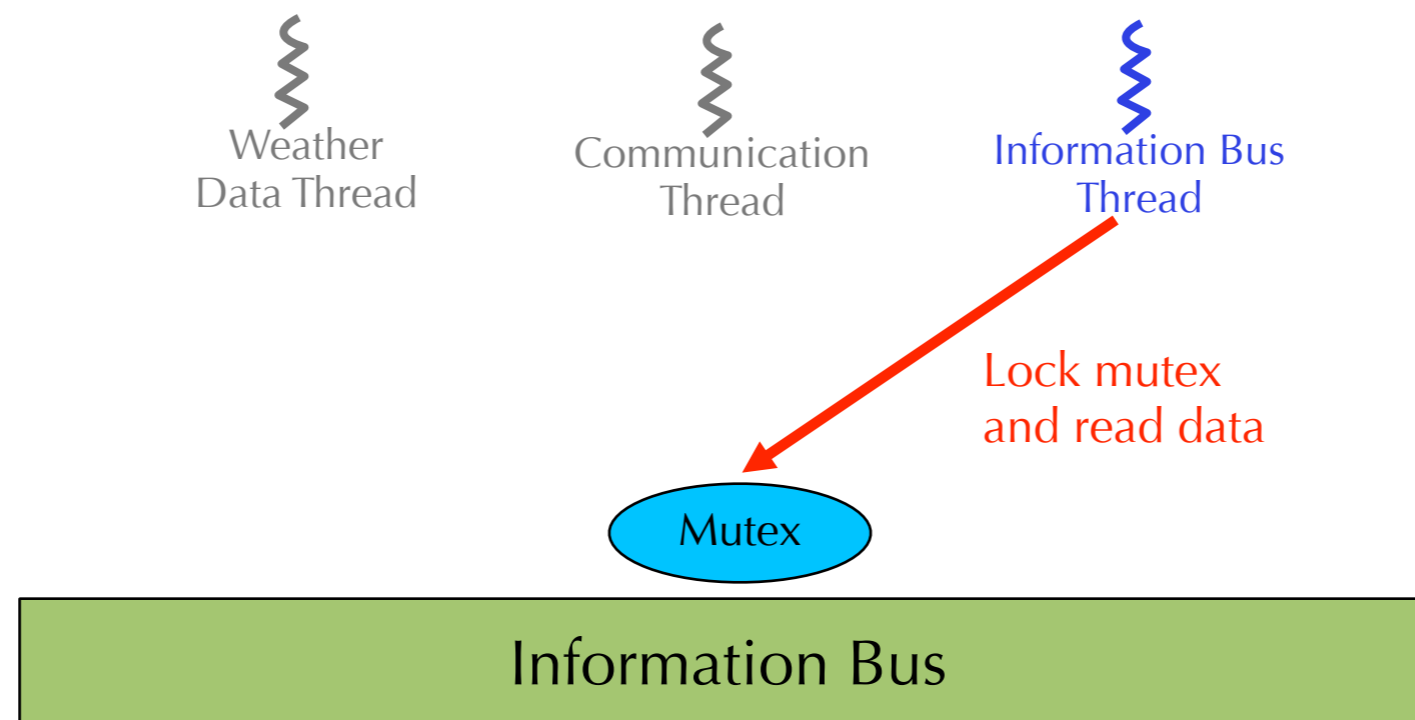 Weather
Data Thread
Communication
Thread
Information Bus
Thread
Lock mutex
and read data
Mutex
Information Bus